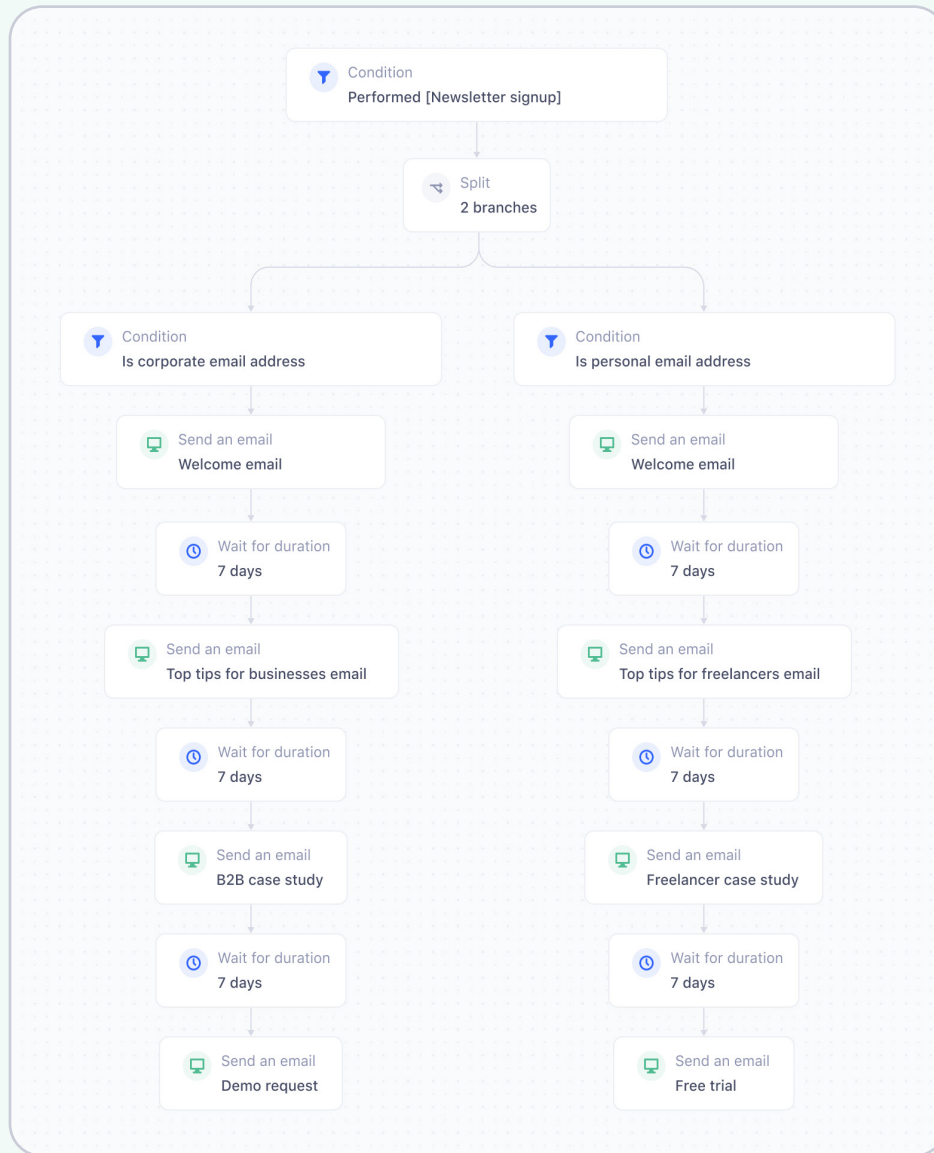 Condition
Performed [Newsletter signup]
Split
2 branches
Condition
Is corporate email address
Send an email
Welcome email
Wait for duration
7 days
Send an email
Top tips for businesses email
Wait for duration
7 days
Send an email
B2B case study
Wait for duration
7 days
Send an email
Demo request
Condition
Is personal email address
Send an email
Welcome email
Wait for duration
7 days
Send an email
Top tips for freelancers email
Wait for duration
7 days
Send an email
Freelancer case study
Wait for duration
7 days
Send an email
Free trial